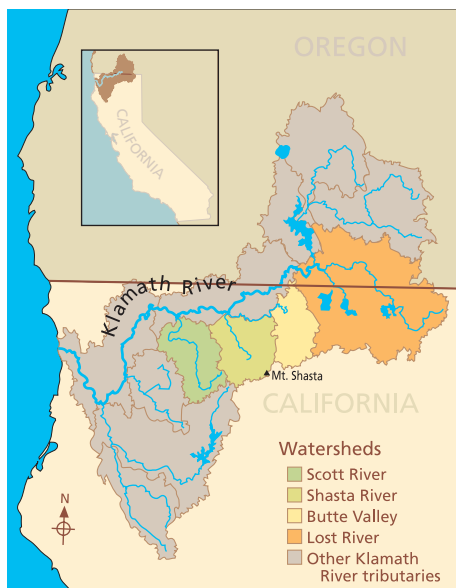 OREGON
CALIFORNIA
Klamath River
Mt. Shasta
CALIFORNIA
Watersheds
Scott River
Shasta River
Butte Valley
Lost River
Other Klamath
River tributaries
N